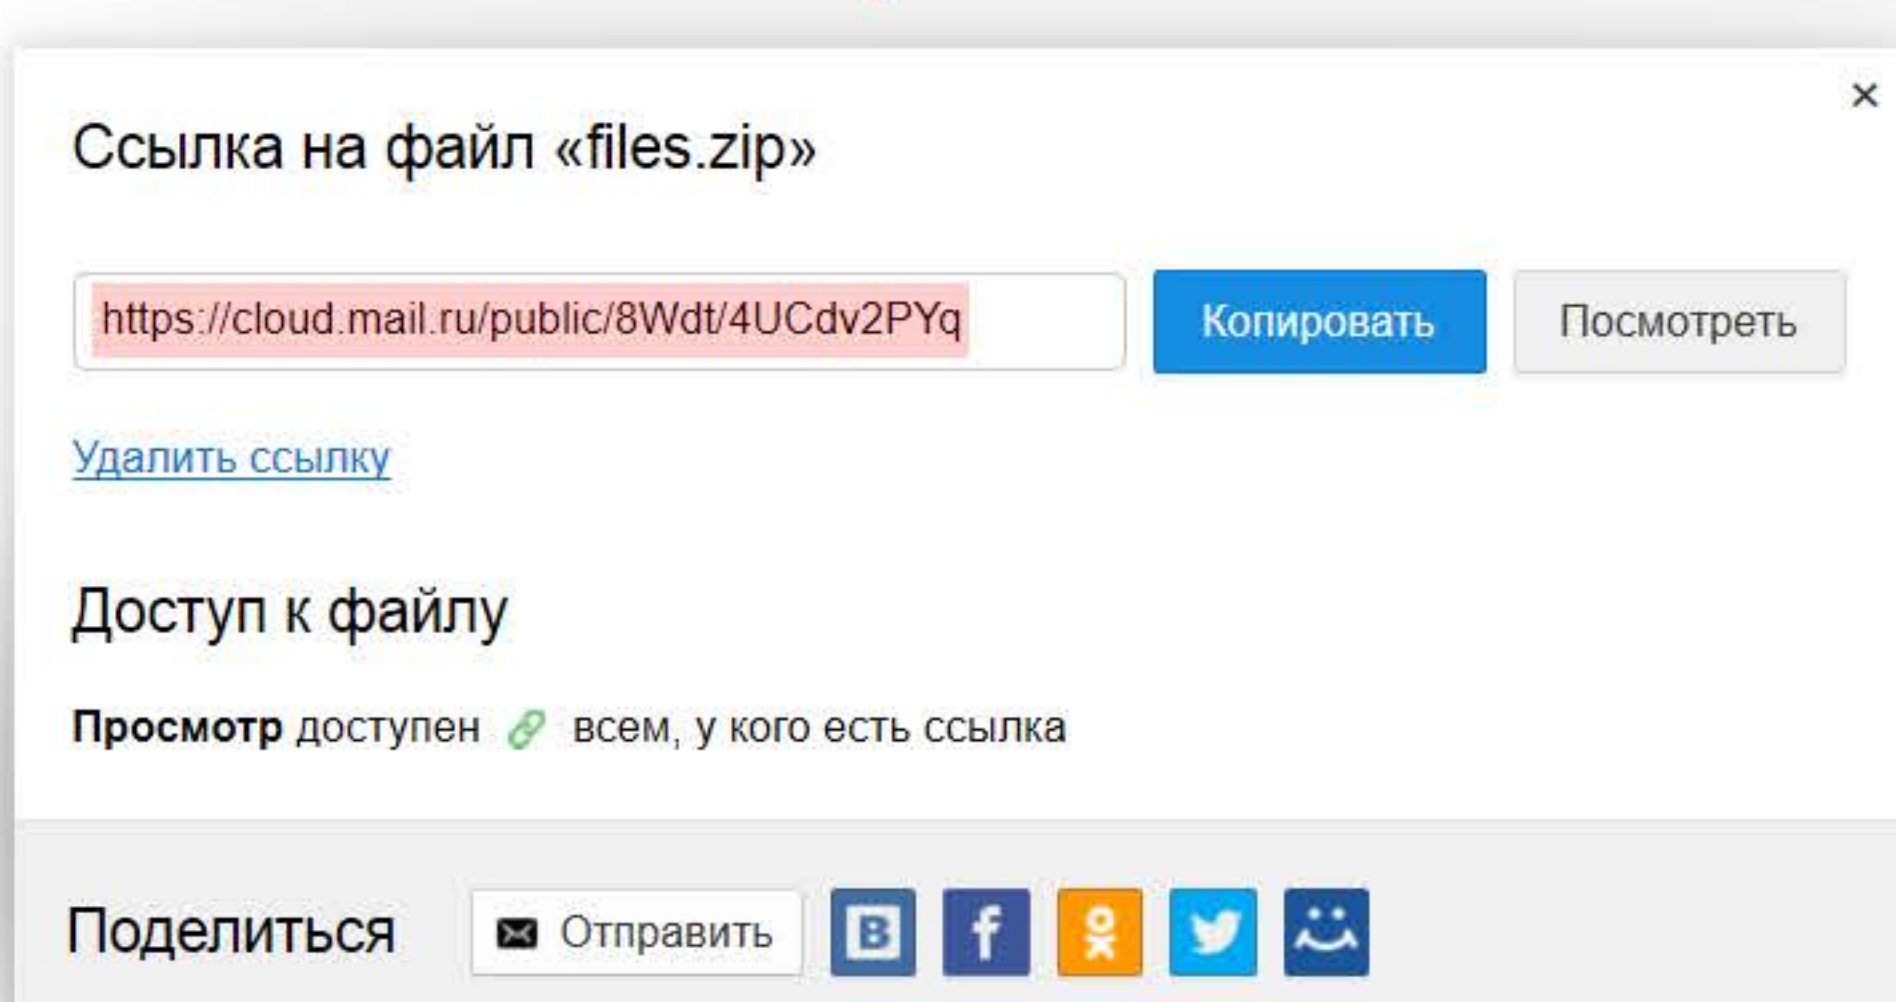 ×
Ссылка на файл «files.zip»
https://cloud.mail.ru/public/8Wdt/4UCdv2PYq Копировать Посмотреть
Удалить ссылку
Доступ к файлу
Просмотр доступен всем, у кого есть ссылка
Поделиться Отправить